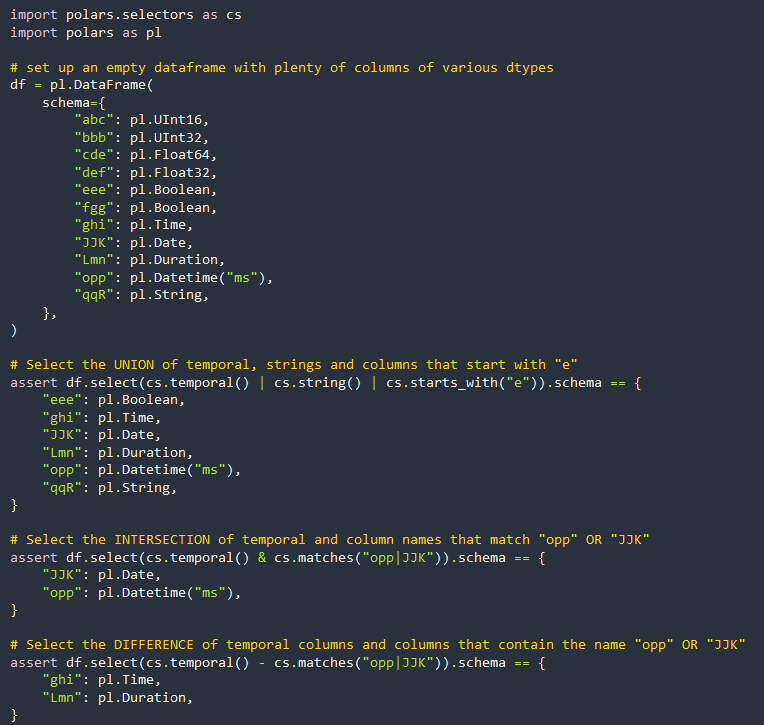 import polars.selectors as cs
import polars as pl

# set up an empty dataframe with plenty of columns of various dtypes
df = pl.DataFrame(
    schema={
        "abc": pl.UInt16,
        "bbb": pl.UInt32,
        "cde": pl.Float64,
        "def": pl.Float32,
        "eee": pl.Boolean,
        "fgg": pl.Boolean,
        "ghi": pl.Time,
        "JJK": pl.Date,
        "Lmn": pl.Duration,
        "opp": pl.Datetime("ms"),
        "qqR": pl.String,
    },
)

# Select the UNION of temporal, strings and columns that start with "e"
assert df.select(cs.temporal() | cs.string() | cs.starts_with("e")).schema == {
    "eee": pl.Boolean,
    "ghi": pl.Time,
    "JJK": pl.Date,
    "Lmn": pl.Duration,
    "opp": pl.Datetime("ms"),
    "qqR": pl.String,
}

# Select the INTERSECTION of temporal and column names that match "opp" OR "JJK"
assert df.select(cs.temporal() & cs.matches("opp|JJK")).schema == {
    "JJK": pl.Date,
    "opp": pl.Datetime("ms"),
}

# Select the DIFFERENCE of temporal columns and columns that contain the name "opp" OR "JJK"
assert df.select(cs.temporal() - cs.matches("opp|JJK")).schema == {
    "ghi": pl.Time,
    "Lmn": pl.Duration,
}